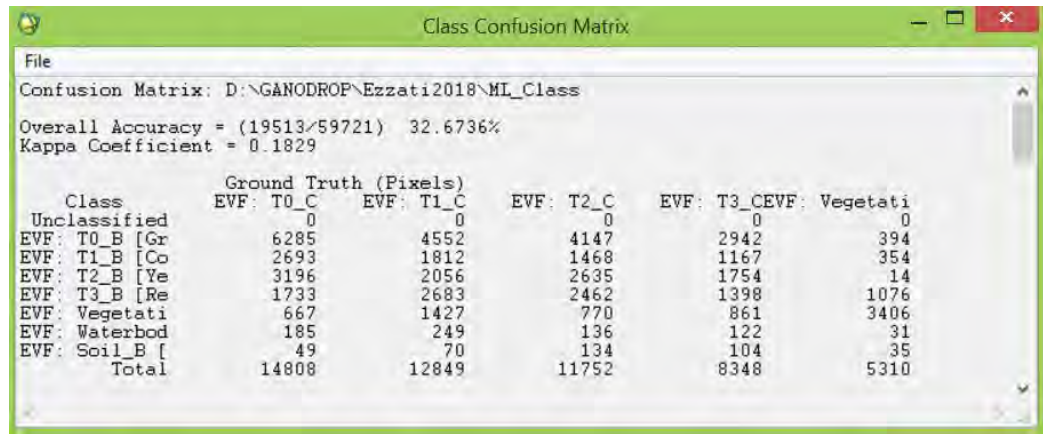 Class Confusion Matrix
File
Confusion Matrix: D:\GANODROP\Ezzati2018\ML_Class
Overall Accuracy = (19513/59721) 32.6736%
Kappa Coefficient = 0.1829
Ground Truth (Pixels)
Class EVF: T0_C EVF: T1_C EVF: T2_C EVF: T3_CEVF: Vegetati
Unclassified 0 0 0 0 0
EVF: T0_B [Gr 6285 4552 4147 2942 394
EVF: T1_B [Co 2693 1812 1468 1167 354
EVF: T2_B [Ye 3196 2056 2635 1754 14
EVF: T3_B [Re 1733 2683 2462 1398 1076
EVF: Vegetati 667 1427 770 861 3406
EVF: Waterbod 185 249 136 122 31
EVF: Soil_B [ 49 70 134 104 35
Total 14808 12849 11752 8348 5310